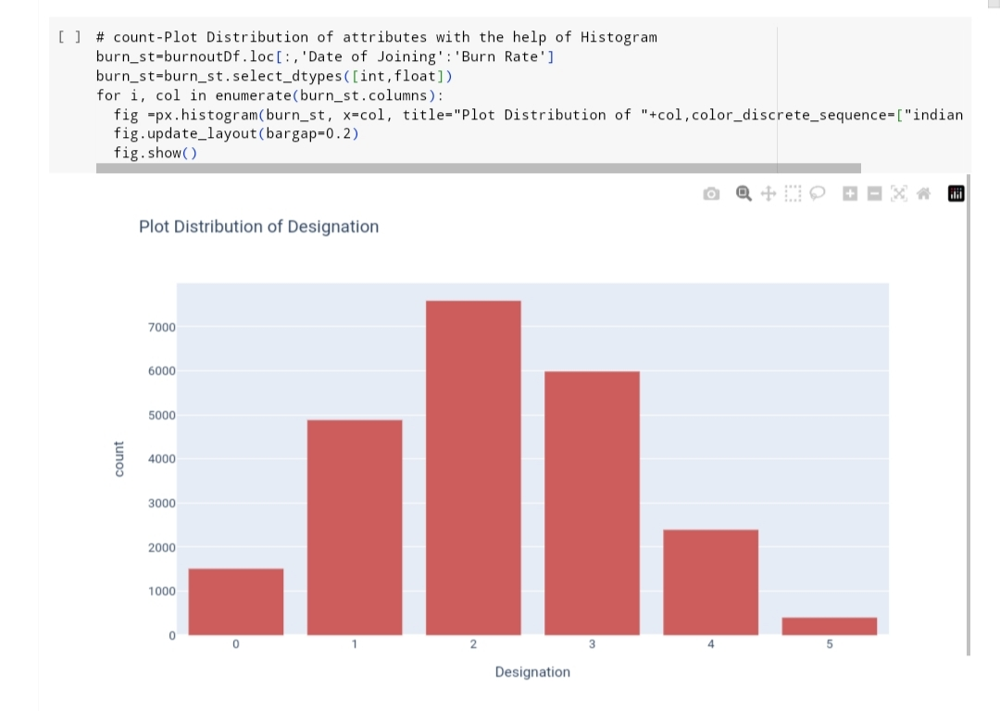 [ ] # count-Plot Distribution of attributes with the help of Histogram
burn_st=burnoutDf.loc[:,'Date of Joining':'Burn Rate']
burn_st=burn_st.select_dtypes([int,float])
for i, col in enumerate(burn_st.columns):
fig =px.histogram(burn_st, x=col, title="Plot Distribution of "+col,color_discrete_sequence=["indian
fig.update_layout(bargap=0.2)
fig.show()
Plot Distribution of Designation
7000
6000
5000
4000
3000
2000
1000
0
count
0 1 2 3 4 5
Designation